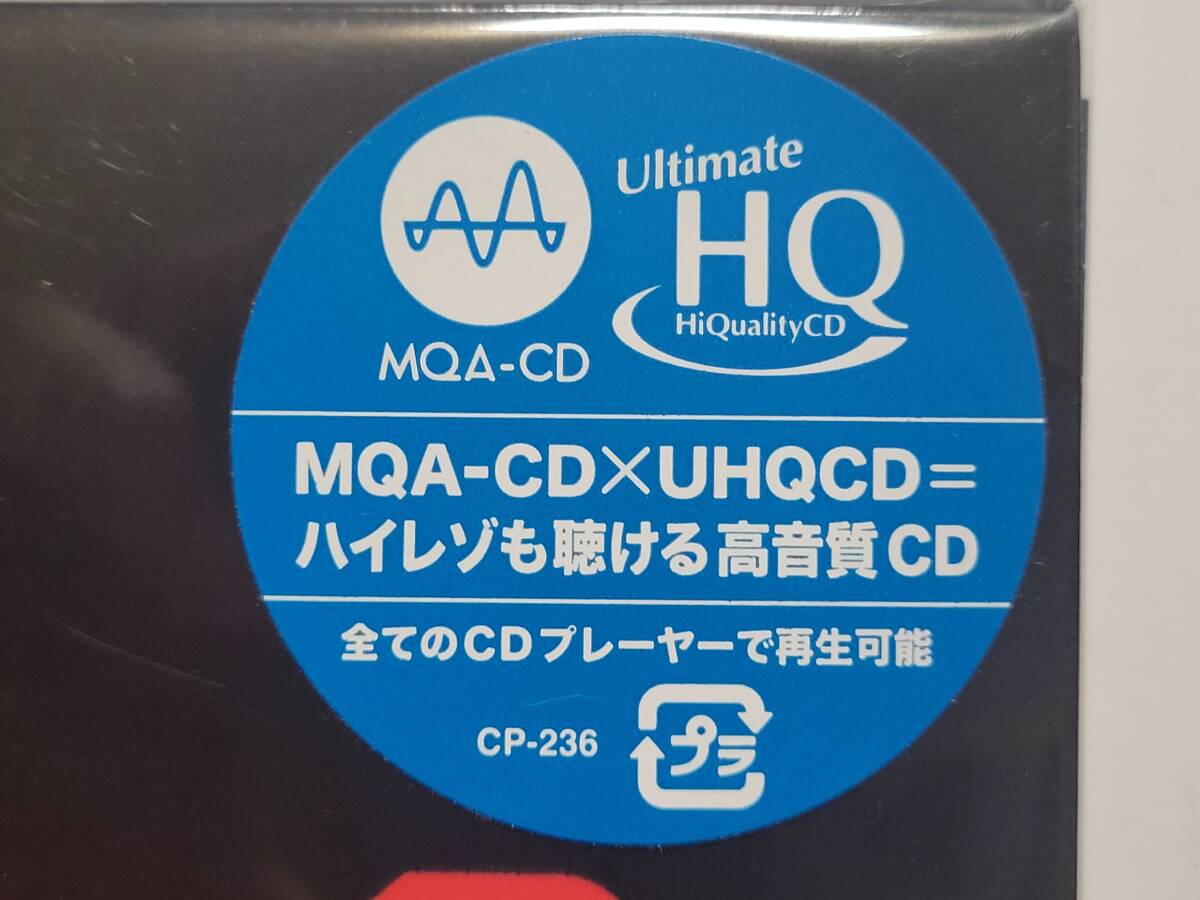 Ultimate
HQ
HiQualityCD
MQA-CD
MQA-CD×UHQCD=
ハイレゾも聴ける高音質CD
全てのCDプレーヤーで再生可能
CP-236
プラ